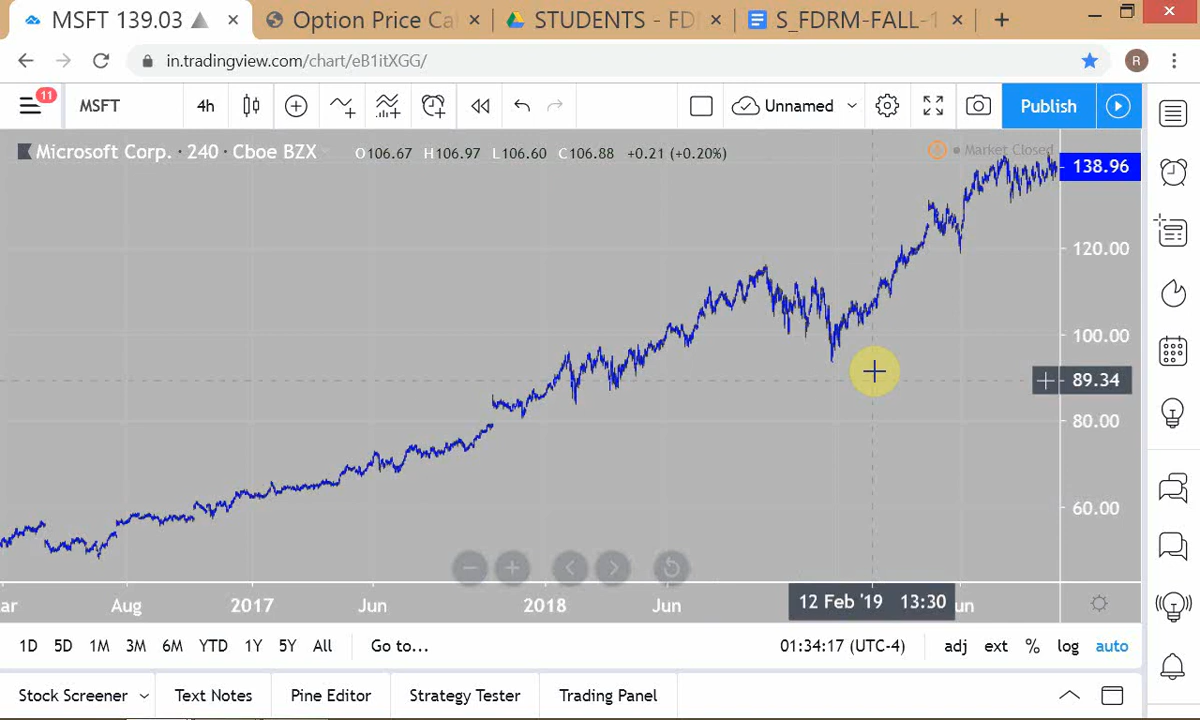 MSFT 139.03
Option Price Ca
STUDENTS - FD
S_FDRM-FALL-1
in.tradingview.com/chart/eB1itXGG/
R
11
MSFT
4h
Unnamed
Publish
Microsoft Corp. · 240 · Cboe BZX
O106.67 H106.97 L106.60 C106.88 +0.21 (+0.20%)
Market Closed
138.96
120.00
100.00
89.34
80.00
60.00
ar
Aug
2017
Jun
2018
Jun
12 Feb '19 13:30
un
1D 5D 1M 3M 6M YTD 1Y 5Y All
Go to...
01:34:17 (UTC-4)
adj ext % log auto
Stock Screener
Text Notes
Pine Editor
Strategy Tester
Trading Panel